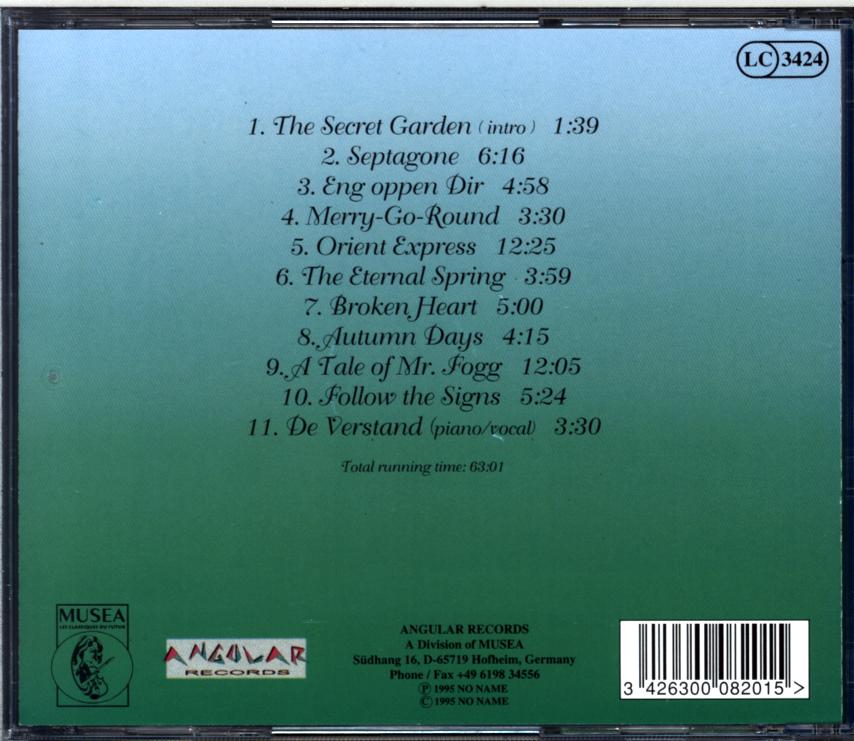 LC 3424
1. The Secret Garden (intro) 1:39
2. Septagone 6:16
3. Eng oppen Dir 4:58
4. Merry-Go-Round 3:30
5. Orient Express 12:25
6. The Eternal Spring 3:59
7. Broken Heart 5:00
8. Autumn Days 4:15
9. A Tale of Mr. Fogg 12:05
10. Follow the Signs 5:24
11. De Verstand (piano/vocal) 3:30
Total running time: 63:01
MUSEA
LES CLASSIQUES DU FUTUR
ANGULAR
RECORDS
ANGULAR RECORDS
A Division of MUSEA
Südhang 16, D-65719 Hofheim, Germany
Phone / Fax +49 6198 34556
Ⓟ 1995 NO NAME
© 1995 NO NAME
3 426300 082015 >